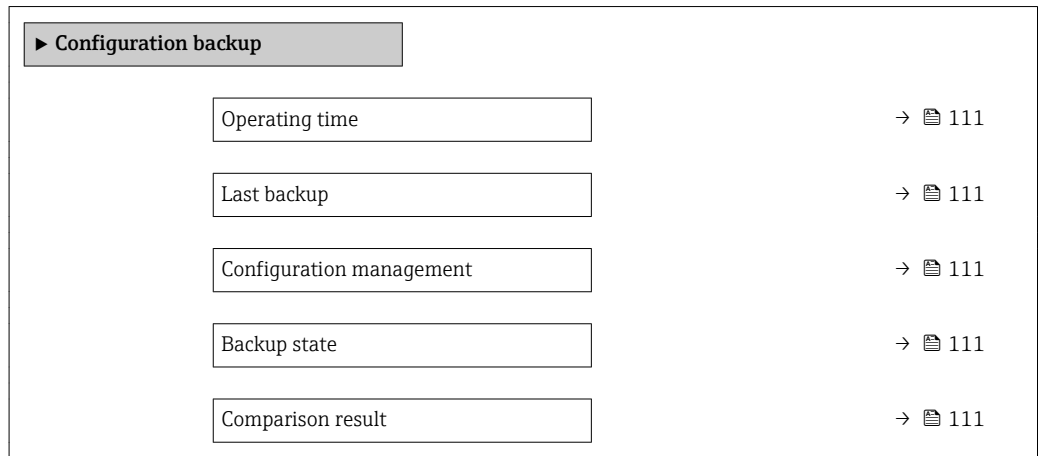 ▶ Configuration backup
Operating time → 🖹 111
Last backup → 🖹 111
Configuration management → 🖹 111
Backup state → 🖹 111
Comparison result → 🖹 111